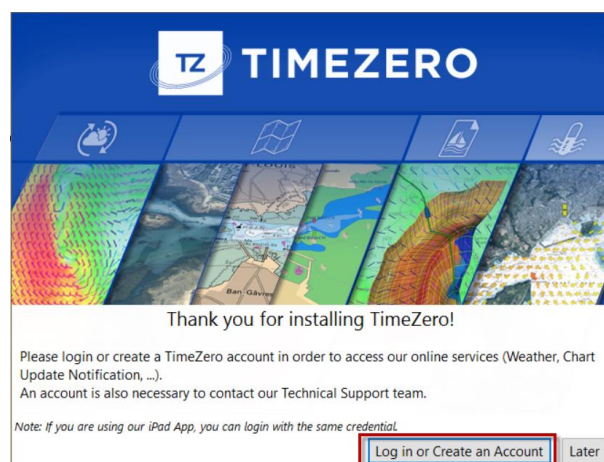 TZ TIMEZERO
LOUIS
Ban Gâvres
Thank you for installing TimeZero!
Please login or create a TimeZero account in order to access our online services (Weather, Chart
Update Notification, ...).
An account is also necessary to contact our Technical Support team.
Note: If you are using our iPad App, you can login with the same credential.
Log in or Create an Account
Later